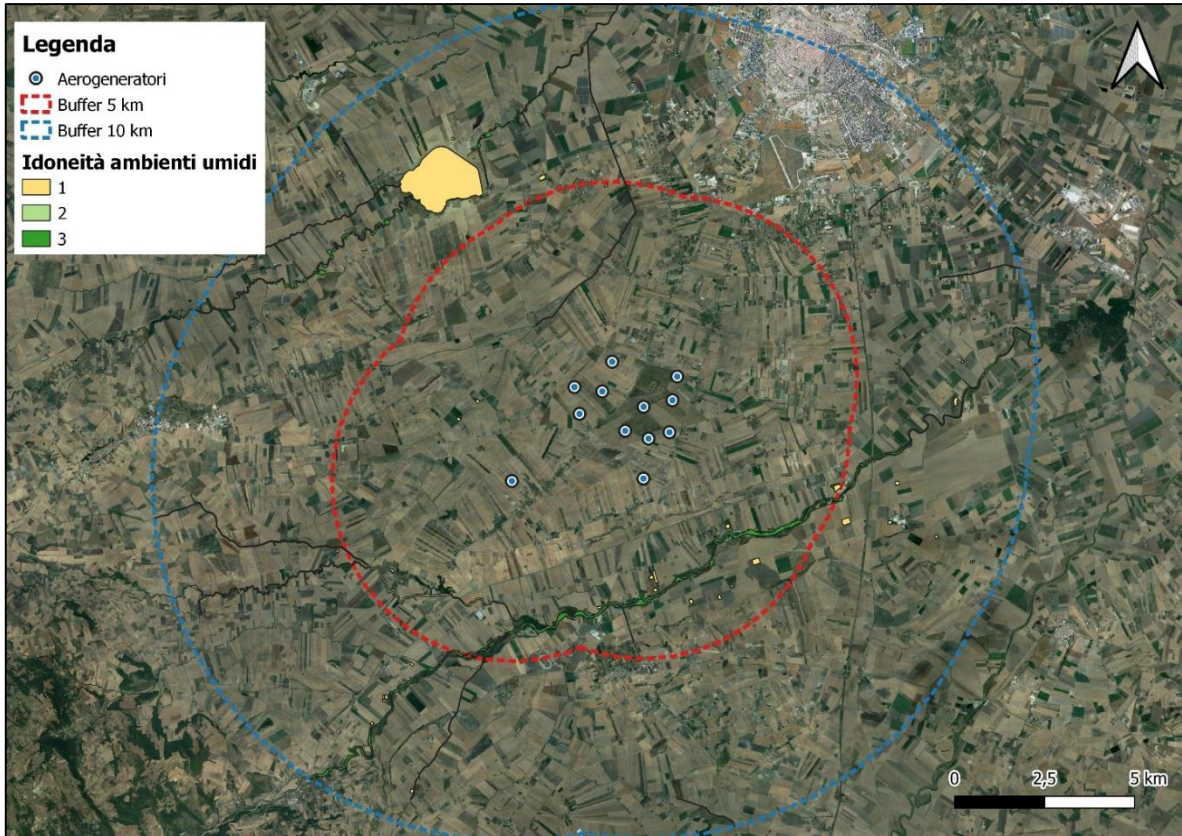 Legenda
Aerogeneratori
Buffer 5 km
Buffer 10 km
Idoneità ambienti umidi
1
2
3
0 2,5 5 km